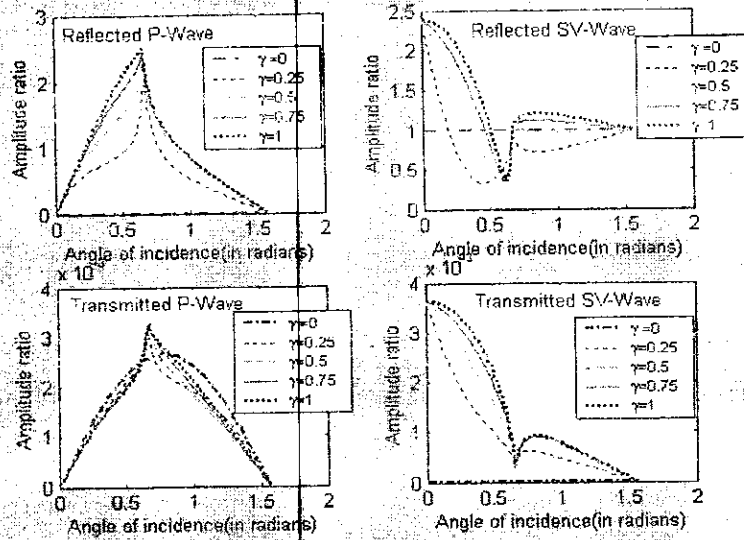 Reflected P-Wave
Amplitude ratio
3
2
1
0
0 0.5 1 1.5 2
Angle of incidence(in radians)
γ=0
γ=0.25
γ=0.5
γ=0.75
γ=1
Reflected SV-Wave
Amplitude ratio
2.5
2
1.5
1
0.5
0
0 0.5 1 1.5 2
Angle of incidence(in radians)
γ=0
γ=0.25
γ=0.5
γ=0.75
γ 1
x 10
Transmitted P-Wave
Amplitude ratio
4
3
2
1
0
0 0.5 1 1.5 2
Angle of incidence(in radians)
γ=0
γ=0.25
γ=0.5
γ=0.75
γ=1
x 10
Transmitted SV-Wave
Amplitude ratio
4
3
2
1
0
0 0.5 1 1.5 2
Angle of incidence(in radians)
γ=0
γ=0.25
γ=0.5
γ=0.75
γ=1